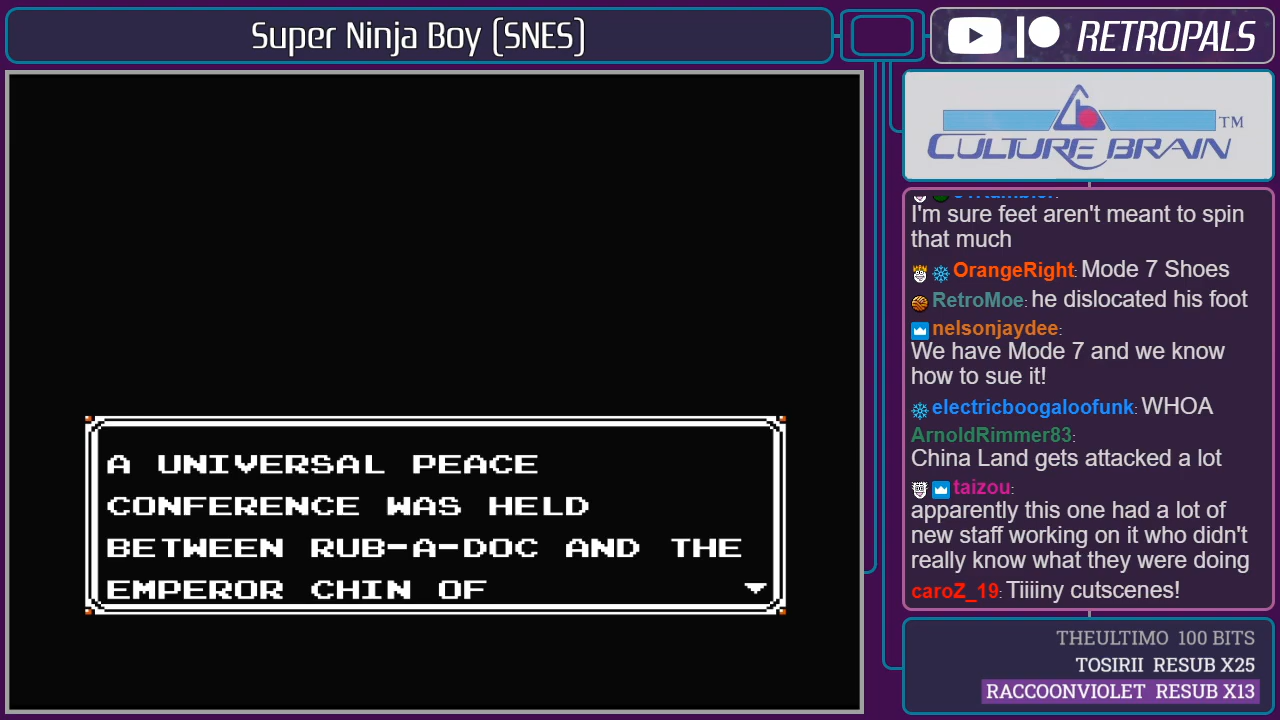 Super Ninja Boy (SNES)
RETROPALS
CULTURE BRAIN TM
I'm sure feet aren't meant to spin
that much
OrangeRight: Mode 7 Shoes
RetroMoe: he dislocated his foot
nelsonjaydee:
We have Mode 7 and we know
how to sue it!
electricboogaloofunk: WHOA
ArnoldRimmer83:
China Land gets attacked a lot
taizou:
apparently this one had a lot of
new staff working on it who didn't
really know what they were doing
caroZ_19: Tiiiiny cutscenes!
A UNIVERSAL PEACE
CONFERENCE WAS HELD
BETWEEN RUB-A-DOC AND THE
EMPEROR CHIN OF
THEULTIMO 100 BITS
TOSIRII RESUB X25
RACCOONVIOLET RESUB X13